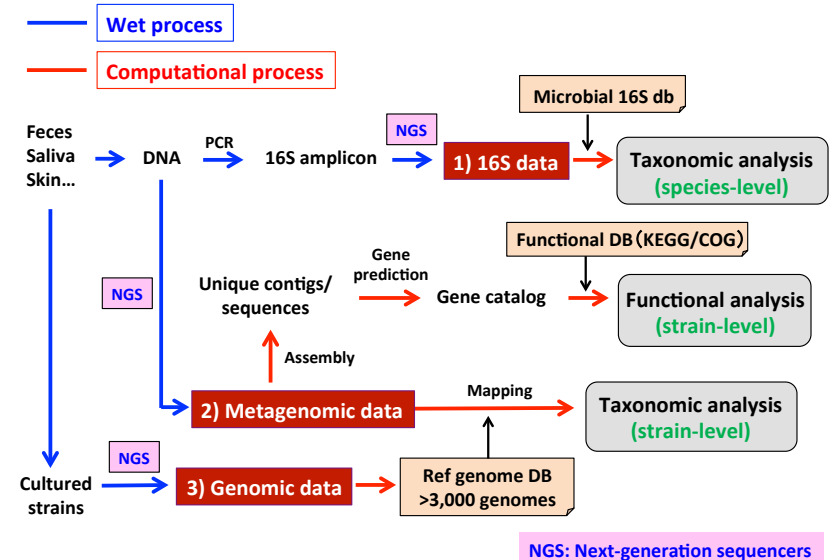 Wet process
Computational process
Microbial 16S db
Feces
Saliva
Skin...
DNA
PCR
16S amplicon
NGS
1) 16S data
Taxonomic analysis
(species-level)
Functional DB (KEGG/COG)
NGS
Unique contigs/
sequences
Gene
prediction
Gene catalog
Functional analysis
(strain-level)
Assembly
2) Metagenomic data
Mapping
Taxonomic analysis
(strain-level)
Cultured
strains
NGS
3) Genomic data
Ref genome DB
>3,000 genomes
NGS: Next-generation sequencers